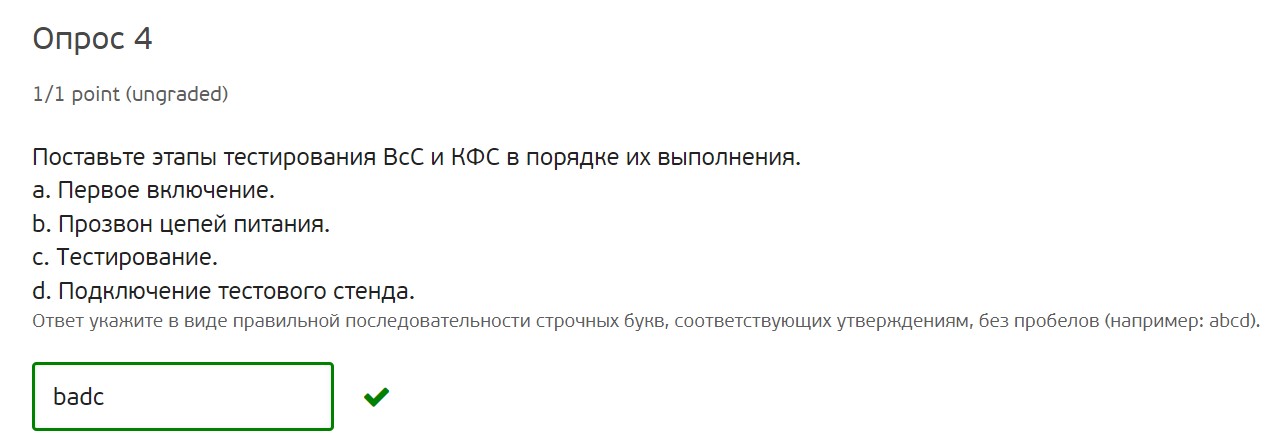 Опрос 4
1/1 point (ungraded)
Поставьте этапы тестирования ВсС и КФС в порядке их выполнения.
a. Первое включение.
b. Прозвон цепей питания.
c. Тестирование.
d. Подключение тестового стенда.
Ответ укажите в виде правильной последовательности строчных букв, соответствующих утверждениям, без пробелов (например: abcd).
badc